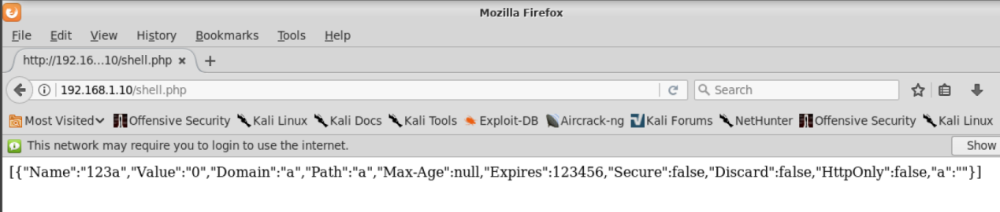 Mozilla Firefox
File Edit View History Bookmarks Tools Help
http://192.16...10/shell.php × +
192.168.1.10/shell.php Search
Most Visited Offensive Security Kali Linux Kali Docs Kali Tools Exploit-DB Aircrack-ng Kali Forums NetHunter Offensive Security Kali Linux
This network may require you to login to use the internet. Show
[{"Name":"123a","Value":"0","Domain":"a","Path":"a","Max-Age":null,"Expires":123456,"Secure":false,"Discard":false,"HttpOnly":false,"a":""}]